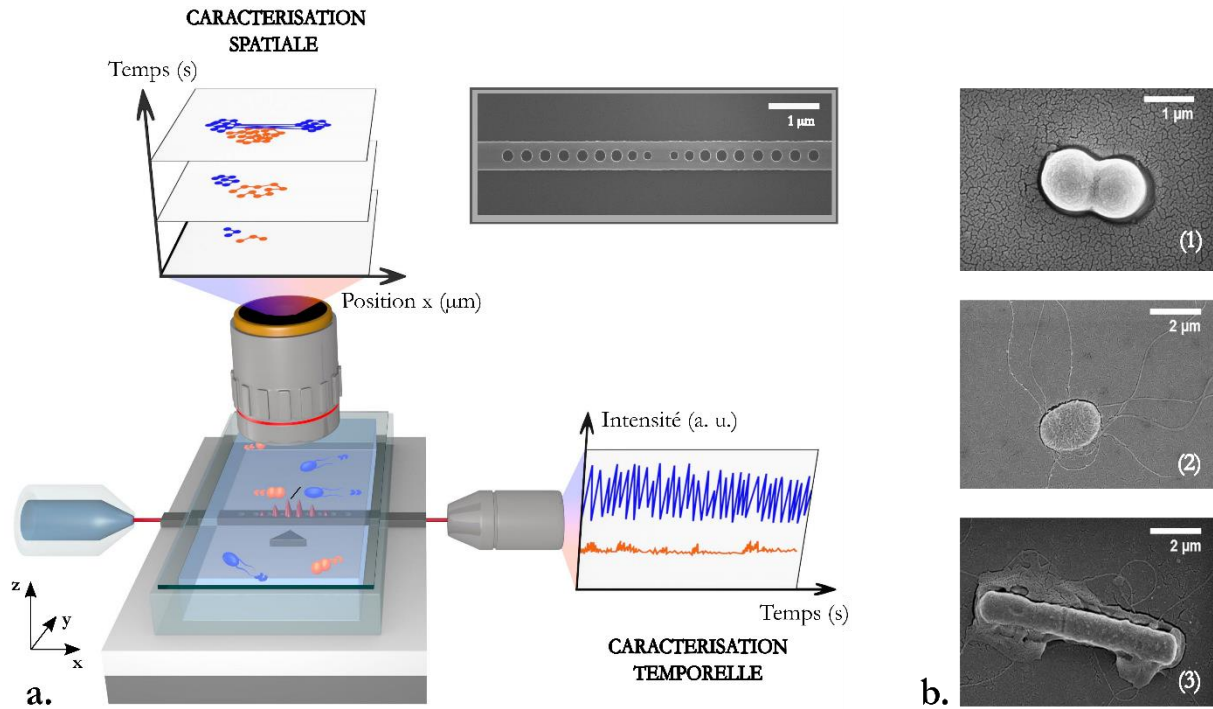 CARACTERISATION
SPATIALE
Temps (s)
Position x (μm)
1 μm
Intensité (a. u.)
Temps (s)
CARACTERISATION
TEMPORELLE
z
y
x
a.
1 μm
(1)
2 μm
(2)
2 μm
(3)
b.